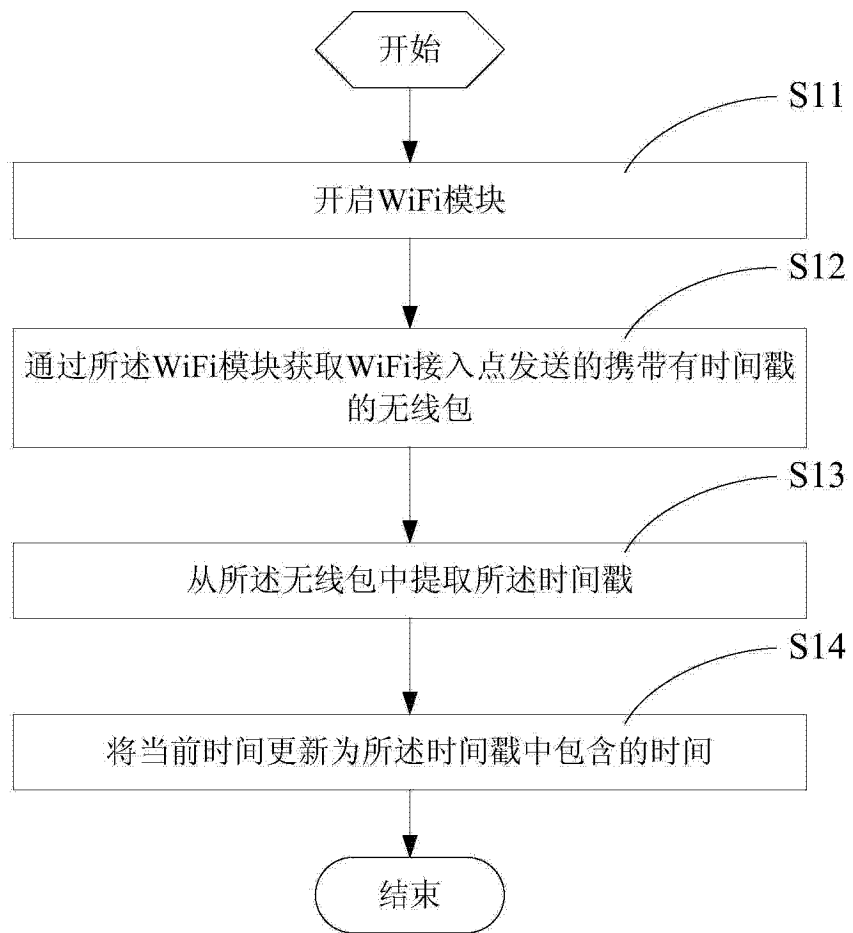 开始
S11
开启WiFi模块
S12
通过所述WiFi模块获取WiFi接入点发送的携带有时间戳
的无线包
S13
从所述无线包中提取所述时间戳
S14
将当前时间更新为所述时间戳中包含的时间
结束